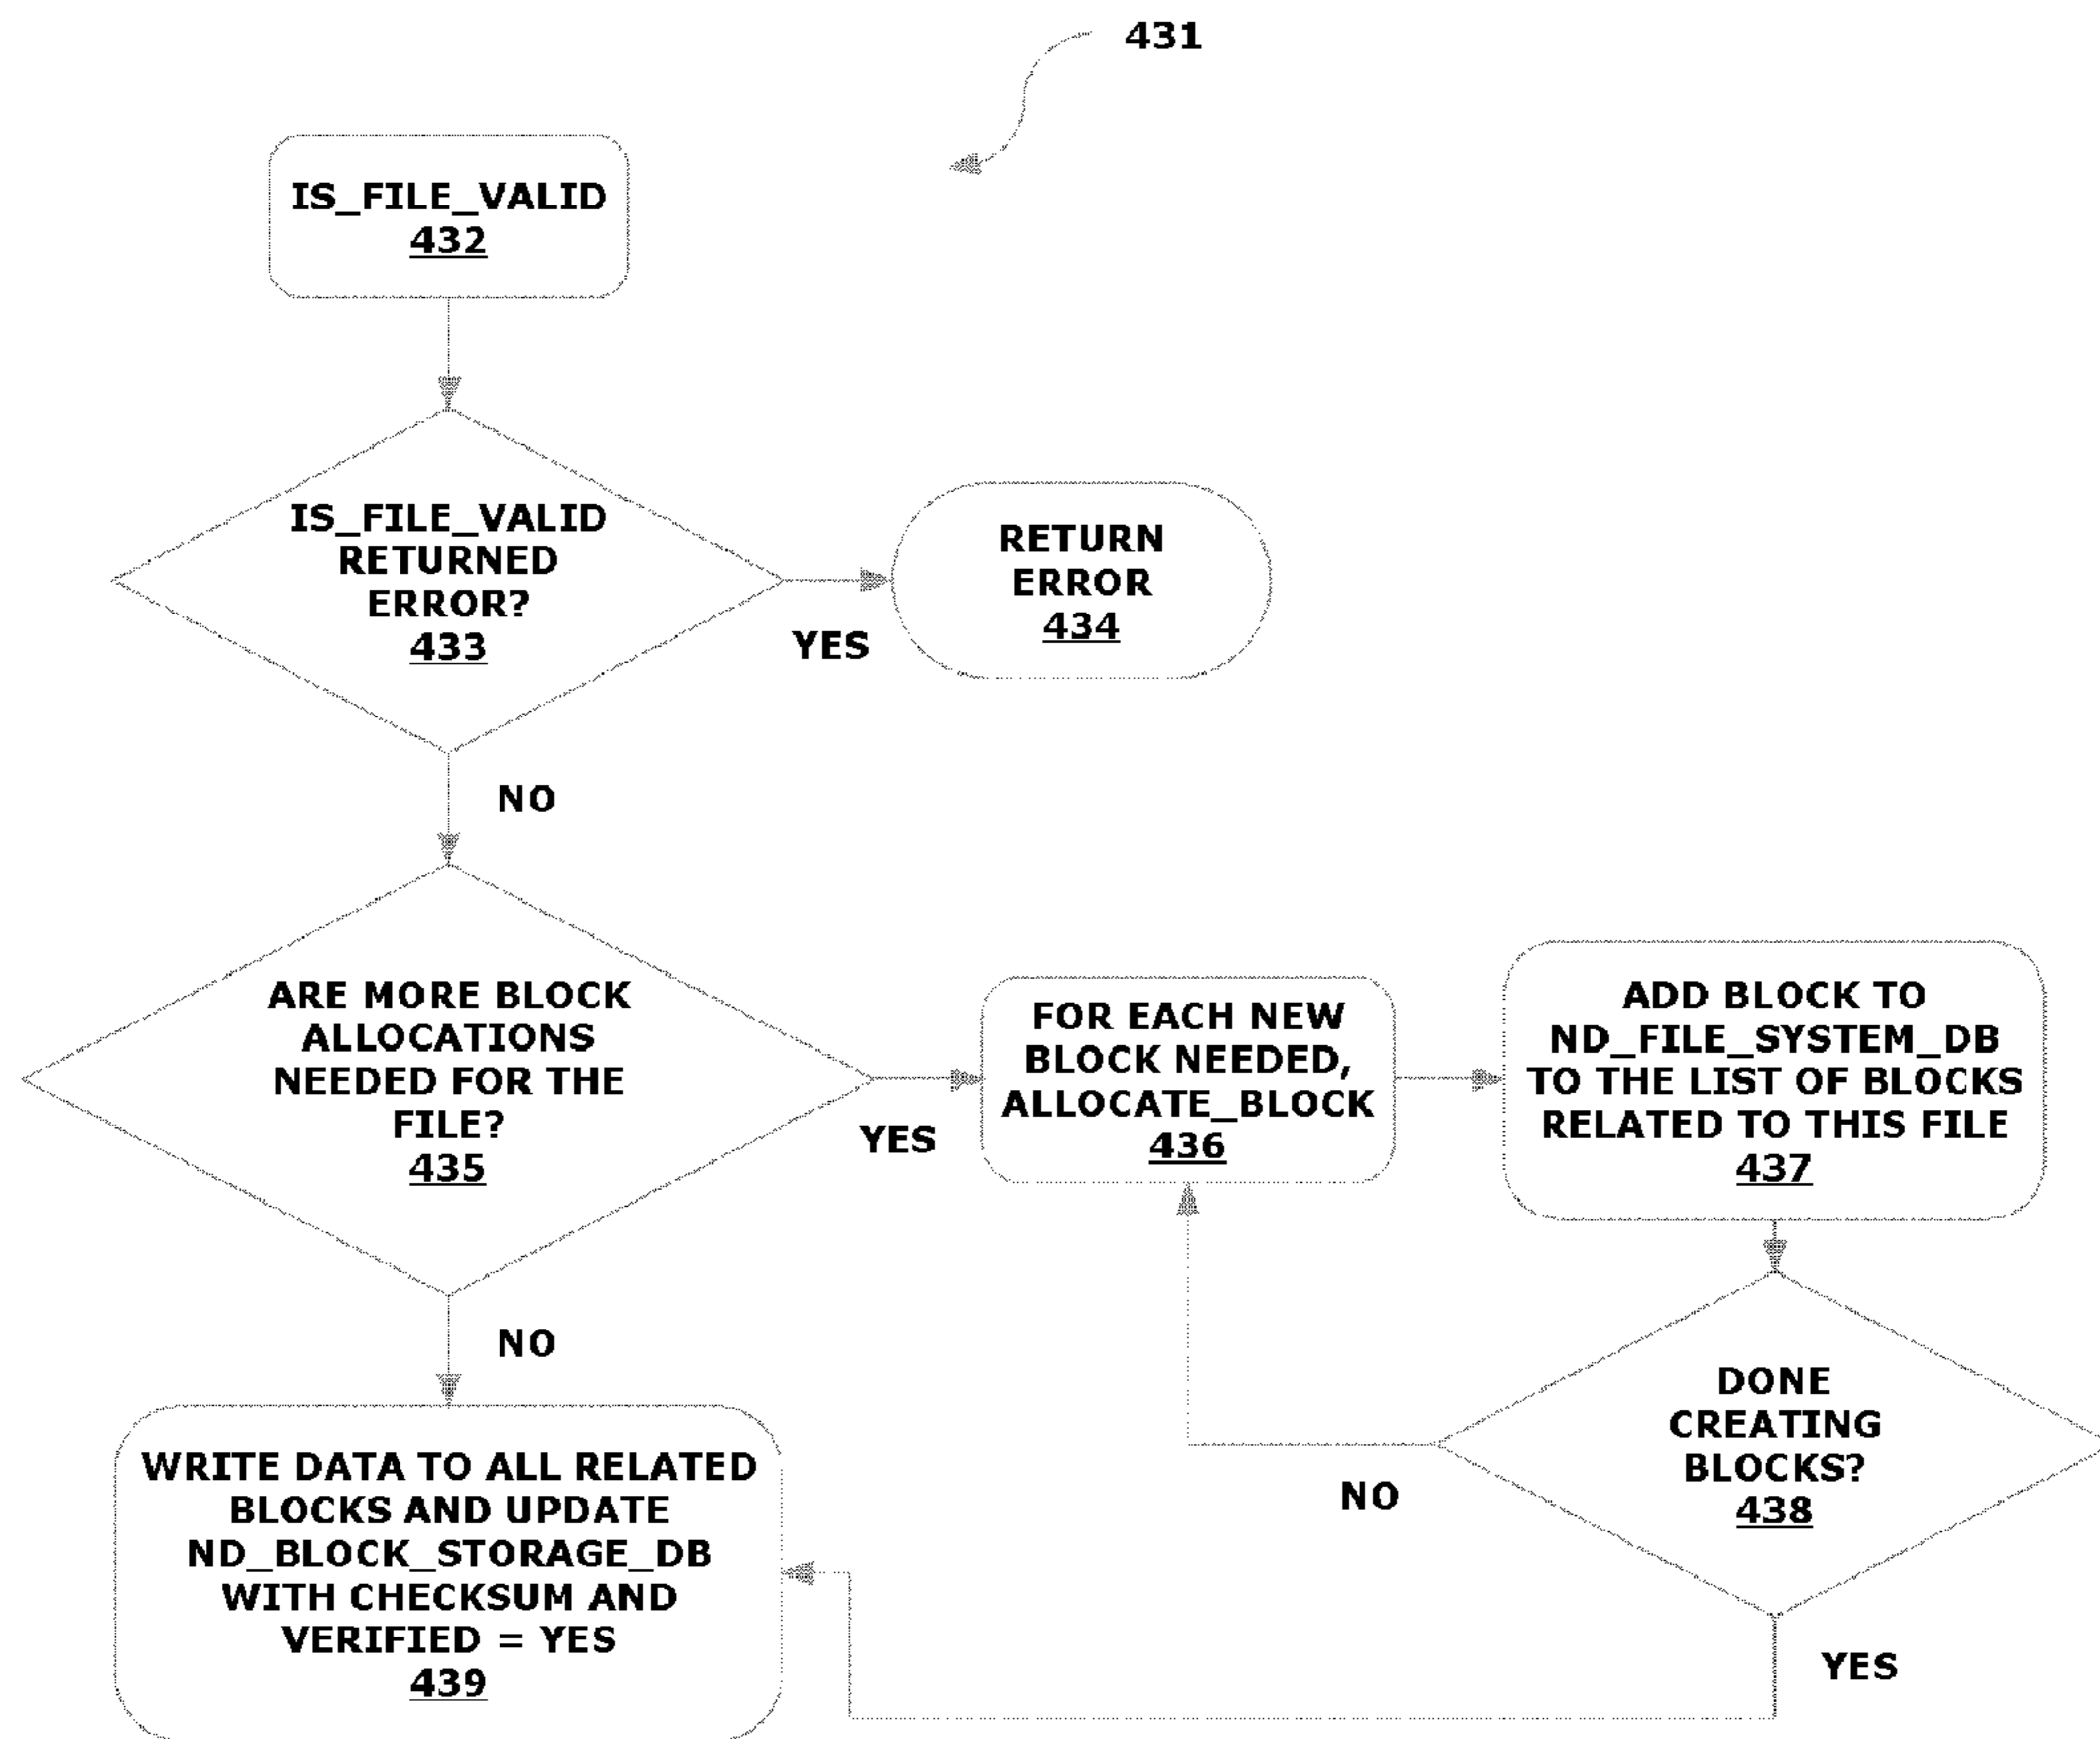 431
IS_FILE_VALID
432
IS_FILE_VALID
RETURNED
ERROR?
433
YES
RETURN
ERROR
434
NO
ARE MORE BLOCK
ALLOCATIONS
NEEDED FOR THE
FILE?
435
YES
FOR EACH NEW
BLOCK NEEDED,
ALLOCATE_BLOCK
436
ADD BLOCK TO
ND_FILE_SYSTEM_DB
TO THE LIST OF BLOCKS
RELATED TO THIS FILE
437
NO
DONE
CREATING
BLOCKS?
438
NO
YES
WRITE DATA TO ALL RELATED
BLOCKS AND UPDATE
ND_BLOCK_STORAGE_DB
WITH CHECKSUM AND
VERIFIED = YES
439